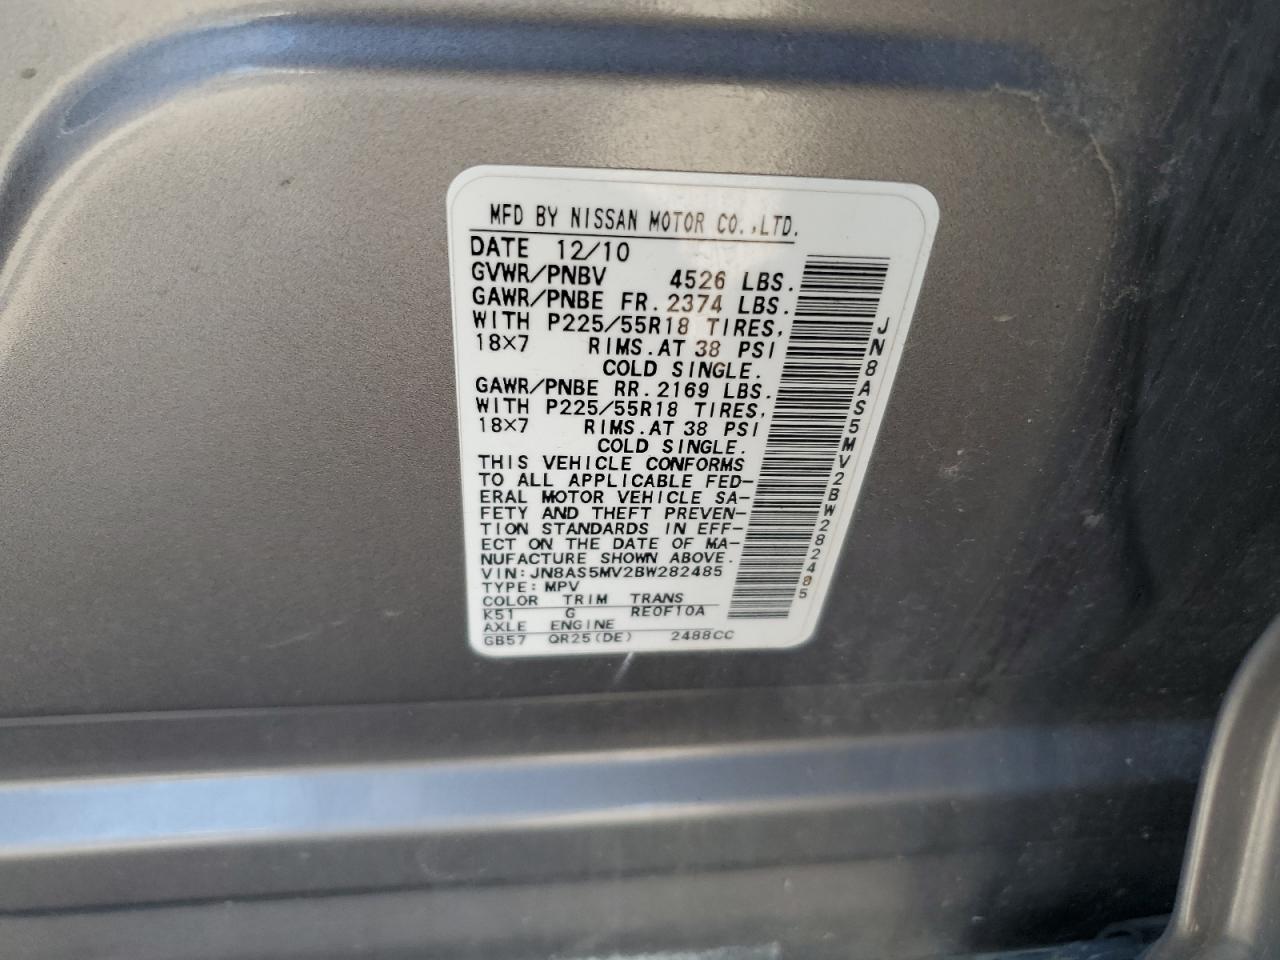 MFD BY NISSAN MOTOR CO.,LTD.
DATE 12/10
GVWR/PNBV 4526 LBS.
GAWR/PNBE FR. 2374 LBS.
WITH P225/55R18 TIRES,
18×7 RIMS.AT 38 PSI
COLD SINGLE.
GAWR/PNBE RR. 2169 LBS.
WITH P225/55R18 TIRES,
18×7 RIMS.AT 38 PSI
COLD SINGLE.
THIS VEHICLE CONFORMS
TO ALL APPLICABLE FED-
ERAL MOTOR VEHICLE SA-
FETY AND THEFT PREVEN-
TION STANDARDS IN EFF-
ECT ON THE DATE OF MA-
NUFACTURE SHOWN ABOVE.
VIN:JN8AS5MV2BW282485
TYPE:MPV
COLOR TRIM TRANS
K51 G RE0F10A
AXLE ENGINE
GB57 QR25(DE) 2488CC
JN8AS5MV2BW282485